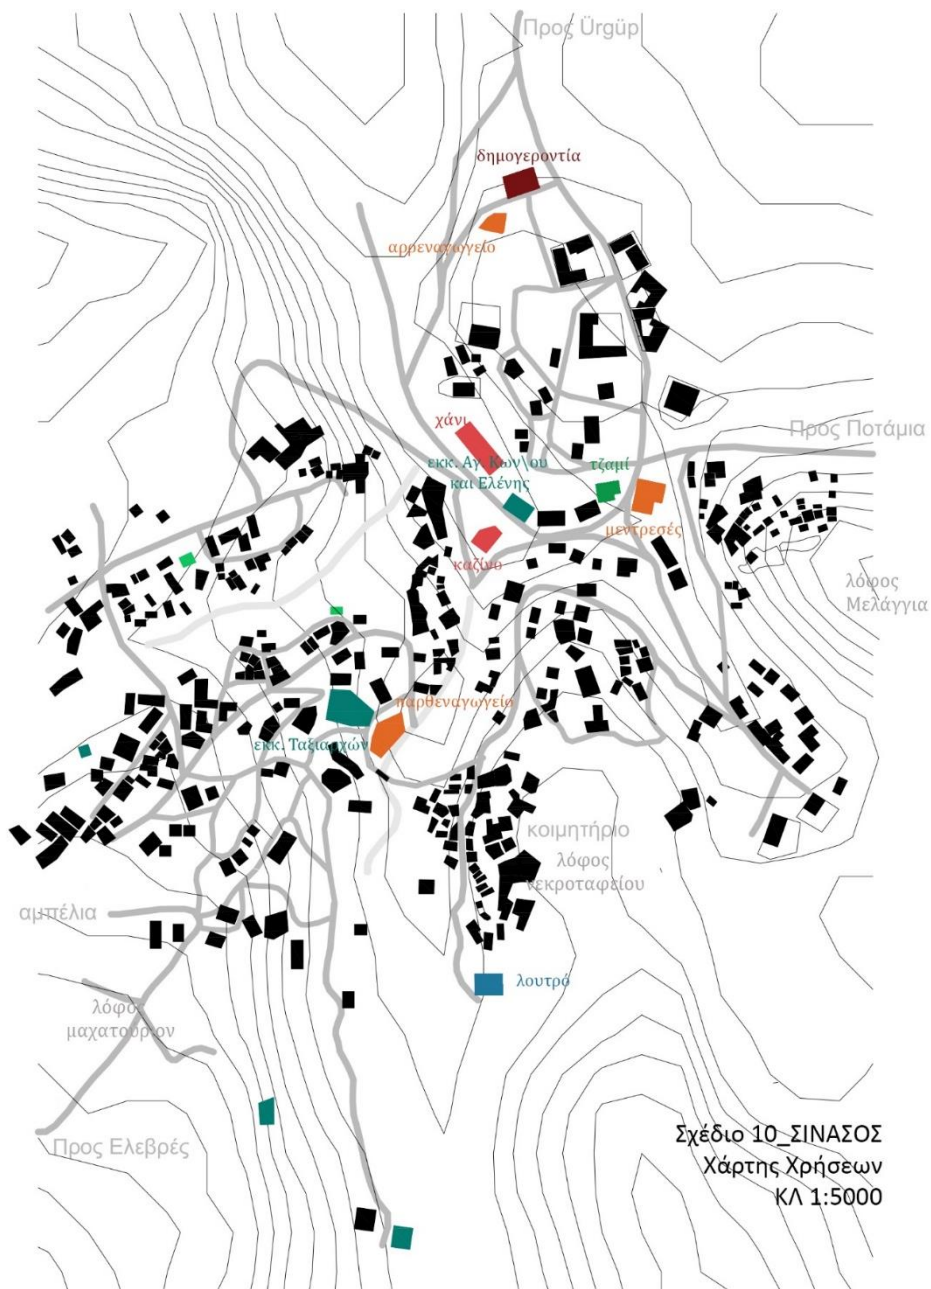 Προς Ürgüp
δημογεροντία
αρρεναγωγείο
χάνι
Προς Ποτάμια
εκκ. Αγ. Κων\ου
και Ελένης
τζαμί
μεντρεσές
καζίνο
λόφος
Μελάγγια
παρθεναγωγείο
εκκ. Ταξιαρχών
κοιμητήριο
λόφος
νεκροταφείου
αμπέλια
λουτρό
λόφος
μαχατουριον
Προς Ελεβρές
Σχέδιο 10_ΣΙΝΑΣΟΣ
Χάρτης Χρήσεων
ΚΛ 1:5000